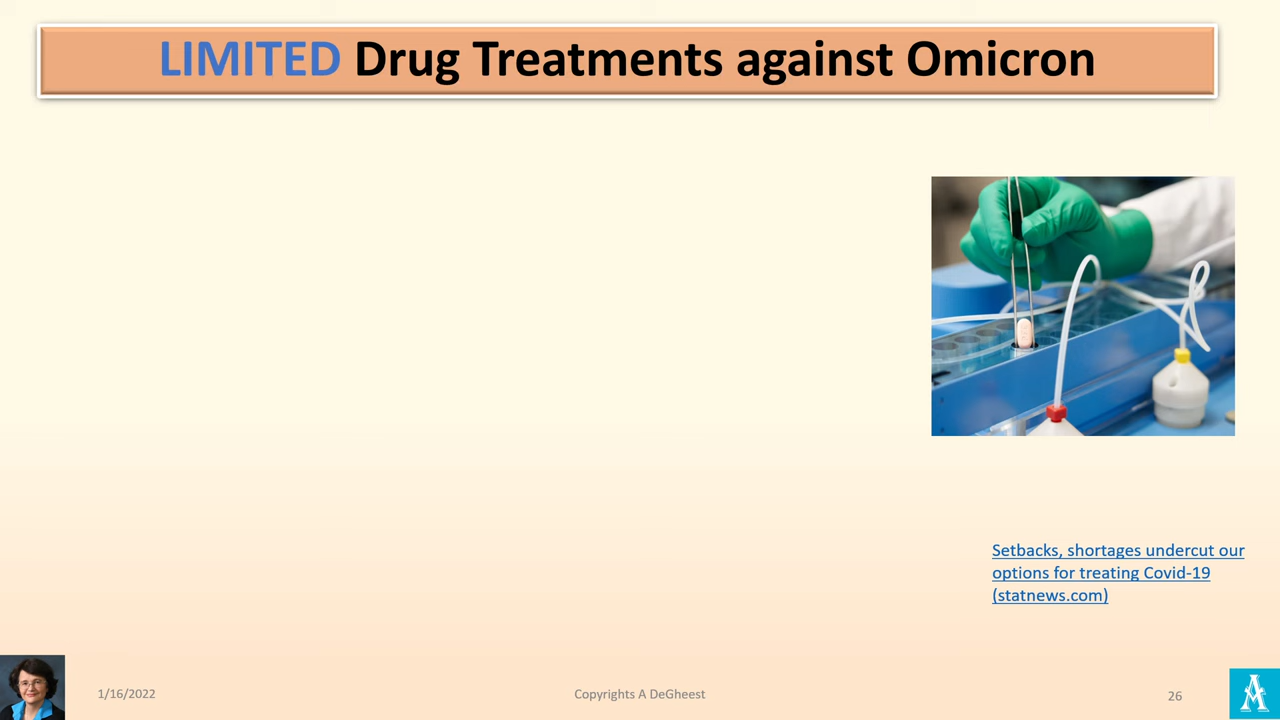 LIMITED Drug Treatments against Omicron
Setbacks, shortages undercut our
options for treating Covid-19
(statnews.com)
1/16/2022
Copyrights A DeGheest
26
A